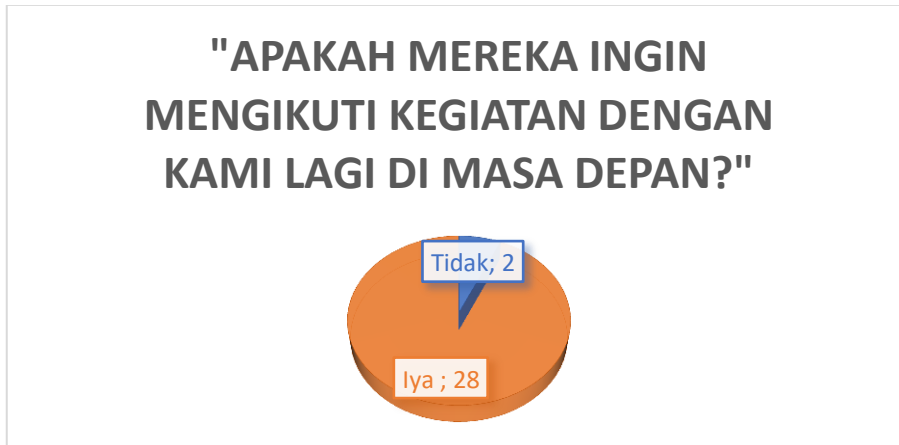 "APAKAH MEREKA INGIN
MENGIKUTI KEGIATAN DENGAN
KAMI LAGI DI MASA DEPAN?"
Tidak; 2
Iya ; 28